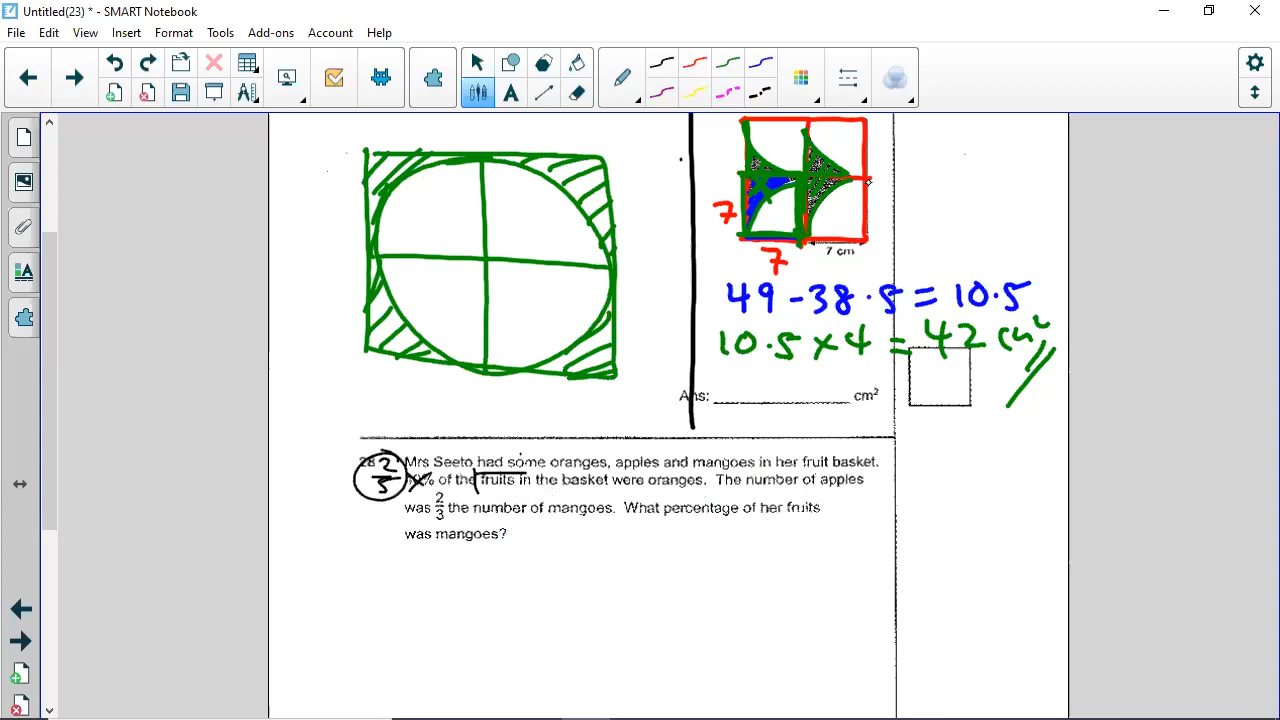 Untitled(23) * - SMART Notebook
File Edit View Insert Format Tools Add-ons Account Help
A
7
7
7 cm
49 - 38.5 = 10.5
10.5 × 4 = 42 cm²
Ans: ____________ cm²
2/5
Mrs Seeto had some oranges, apples and mangoes in her fruit basket.
% of the fruits in the basket were oranges. The number of apples
was 2/3 the number of mangoes. What percentage of her fruits
was mangoes?